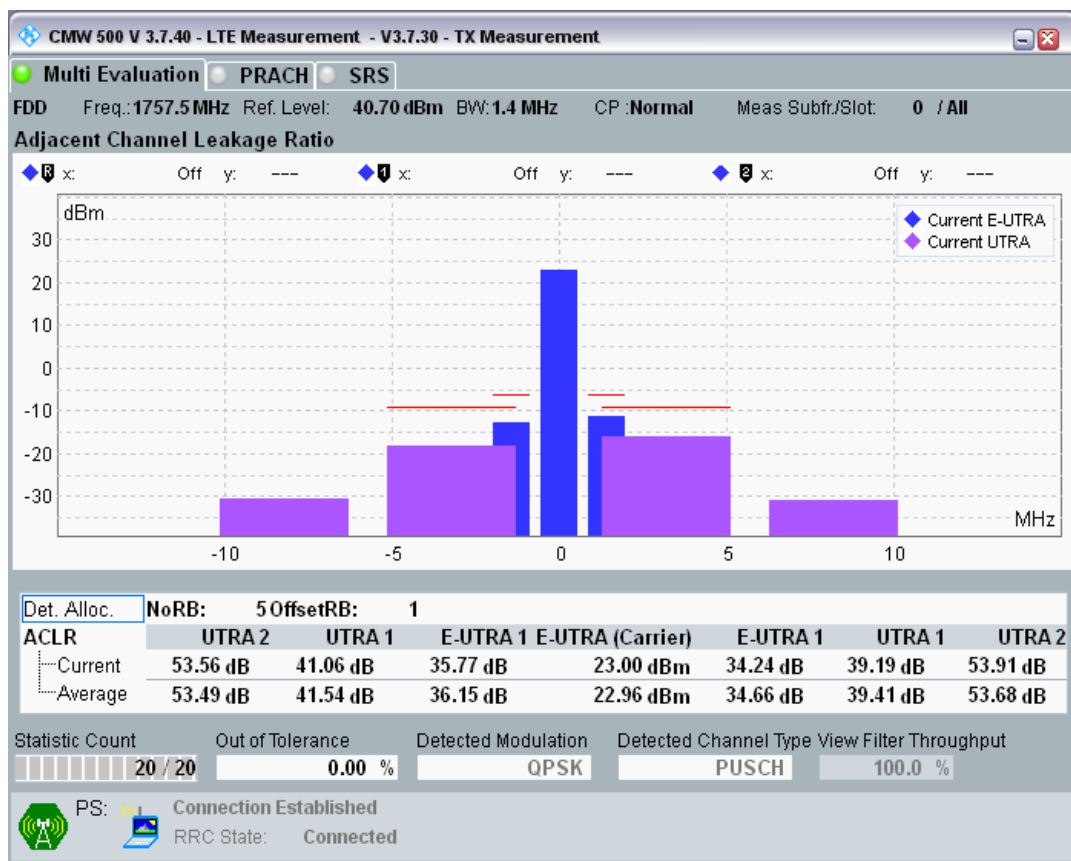 CMW 500 V 3.7.40 - LTE Measurement - V3.7.30 - TX Measurement
Multi Evaluation PRACH SRS
FDD Freq.: 1757.5 MHz Ref. Level: 40.70 dBm BW: 1.4 MHz CP :Normal Meas Subfr./Slot: 0 / All
Adjacent Channel Leakage Ratio
R x: Off y: --- 1 x: Off y: --- 2 x: Off y: ---
dBm
Current E-UTRA
Current UTRA
30
20
10
0
-10
-20
-30
MHz
-10 -5 0 5 10
Det. Alloc. NoRB: 5 OffsetRB: 1
ACLR UTRA 2 UTRA 1 E-UTRA 1 E-UTRA (Carrier) E-UTRA 1 UTRA 1 UTRA 2
Current 53.56 dB 41.06 dB 35.77 dB 23.00 dBm 34.24 dB 39.19 dB 53.91 dB
Average 53.49 dB 41.54 dB 36.15 dB 22.96 dBm 34.66 dB 39.41 dB 53.68 dB
Statistic Count Out of Tolerance Detected Modulation Detected Channel Type View Filter Throughput
20 / 20 0.00 % QPSK PUSCH 100.0 %
PS: Connection Established
RRC State: Connected